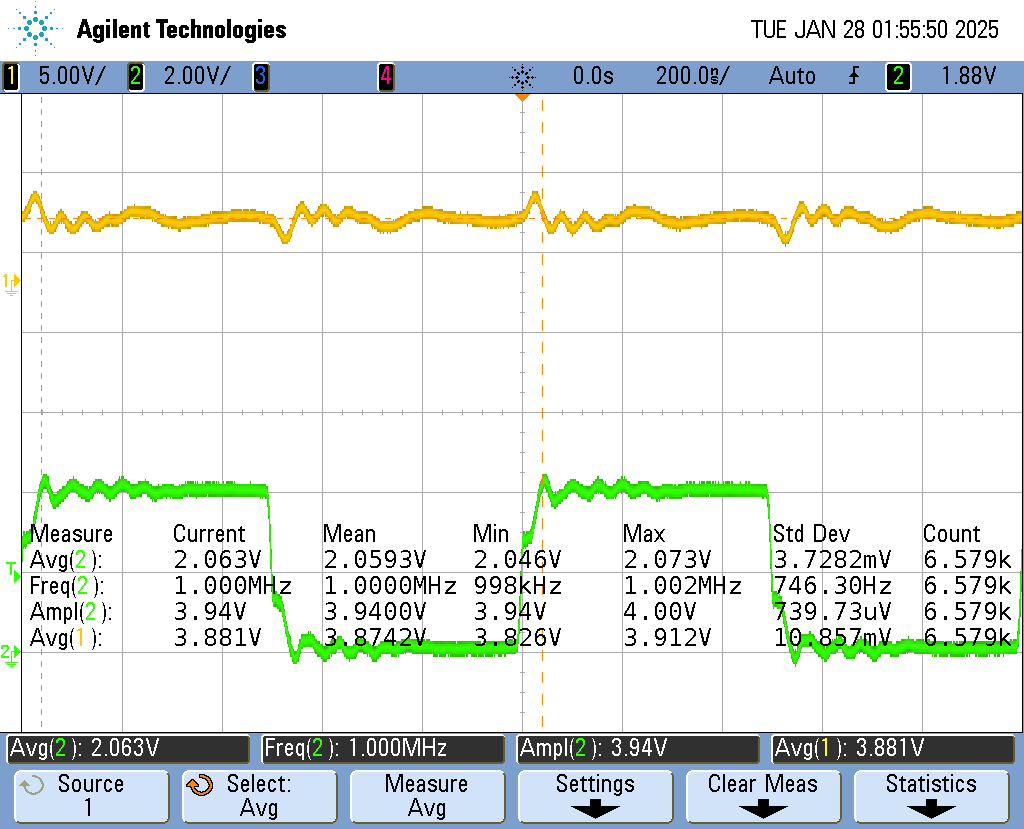 Agilent Technologies TUE JAN 28 01:55:50 2025
1 5.00V/ 2 2.00V/ 3 4 0.0s 200.0ns/ Auto 2 1.88V
1
T
2
Measure Current Mean Min Max Std Dev Count
Avg(2): 2.063V 2.0593V 2.046V 2.073V 3.7282mV 6.579k
Freq(2): 1.000MHz 1.0000MHz 998kHz 1.002MHz 746.30Hz 6.579k
Ampl(2): 3.94V 3.9400V 3.94V 4.00V 739.73uV 6.579k
Avg(1): 3.881V 3.8742V 3.826V 3.912V 10.857mV 6.579k
Avg(2): 2.063V Freq(2): 1.000MHz Ampl(2): 3.94V Avg(1): 3.881V
Source Select: Measure Settings Clear Meas Statistics
1 Avg Avg